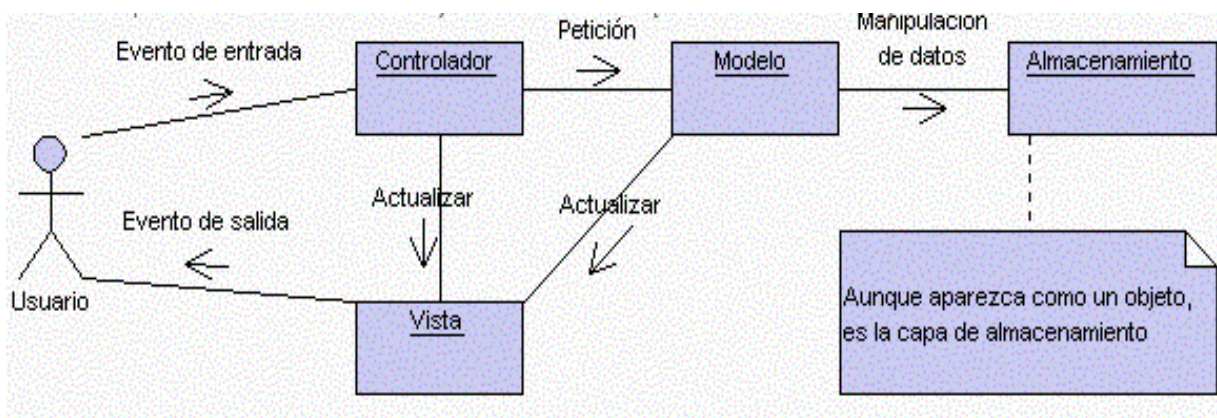 Evento de entrada
Controlador
Petición
Modelo
Manipulación
de datos
Almacenamiento
Actualizar
Actualizar
Evento de salida
Usuario
Vista
Aunque aparezca como un objeto,
es la capa de almacenamiento